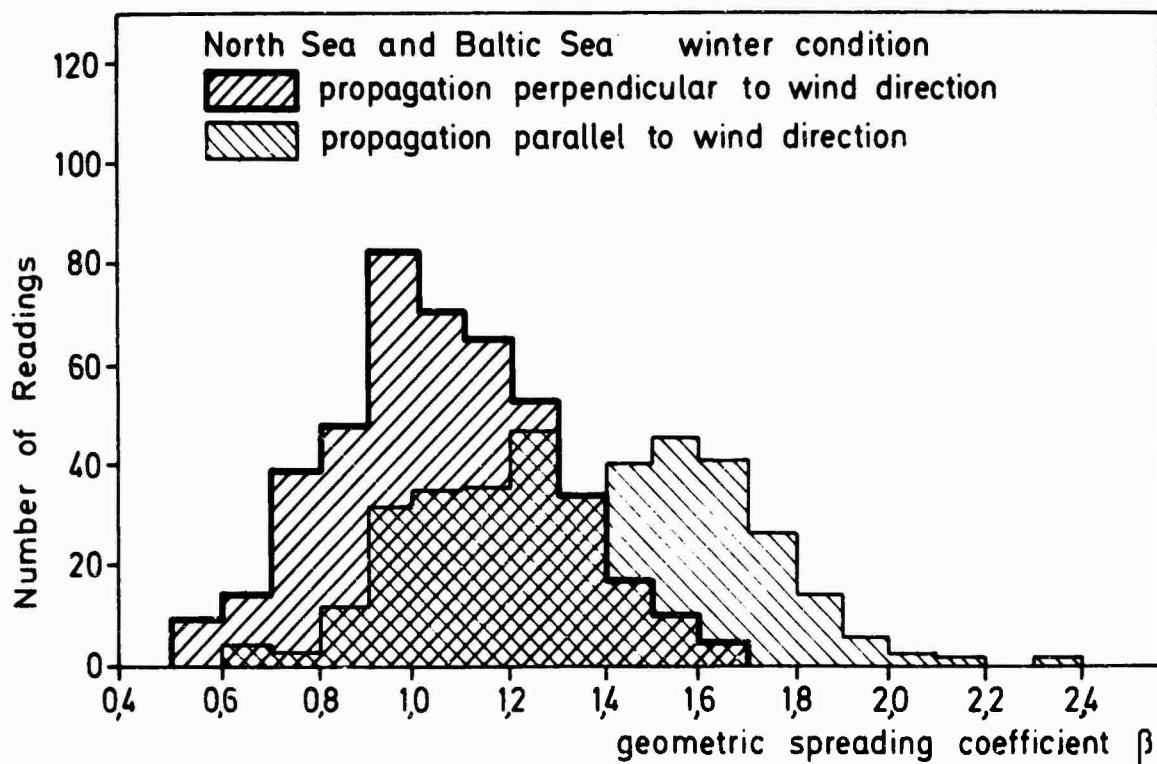 North Sea and Baltic Sea winter condition
propagation perpendicular to wind direction
propagation parallel to wind direction
Number of Readings
120
100
80
60
40
20
0
0,4 0,6 0,8 1,0 1,2 1,4 1,6 1,8 2,0 2,2 2,4
geometric spreading coefficient β